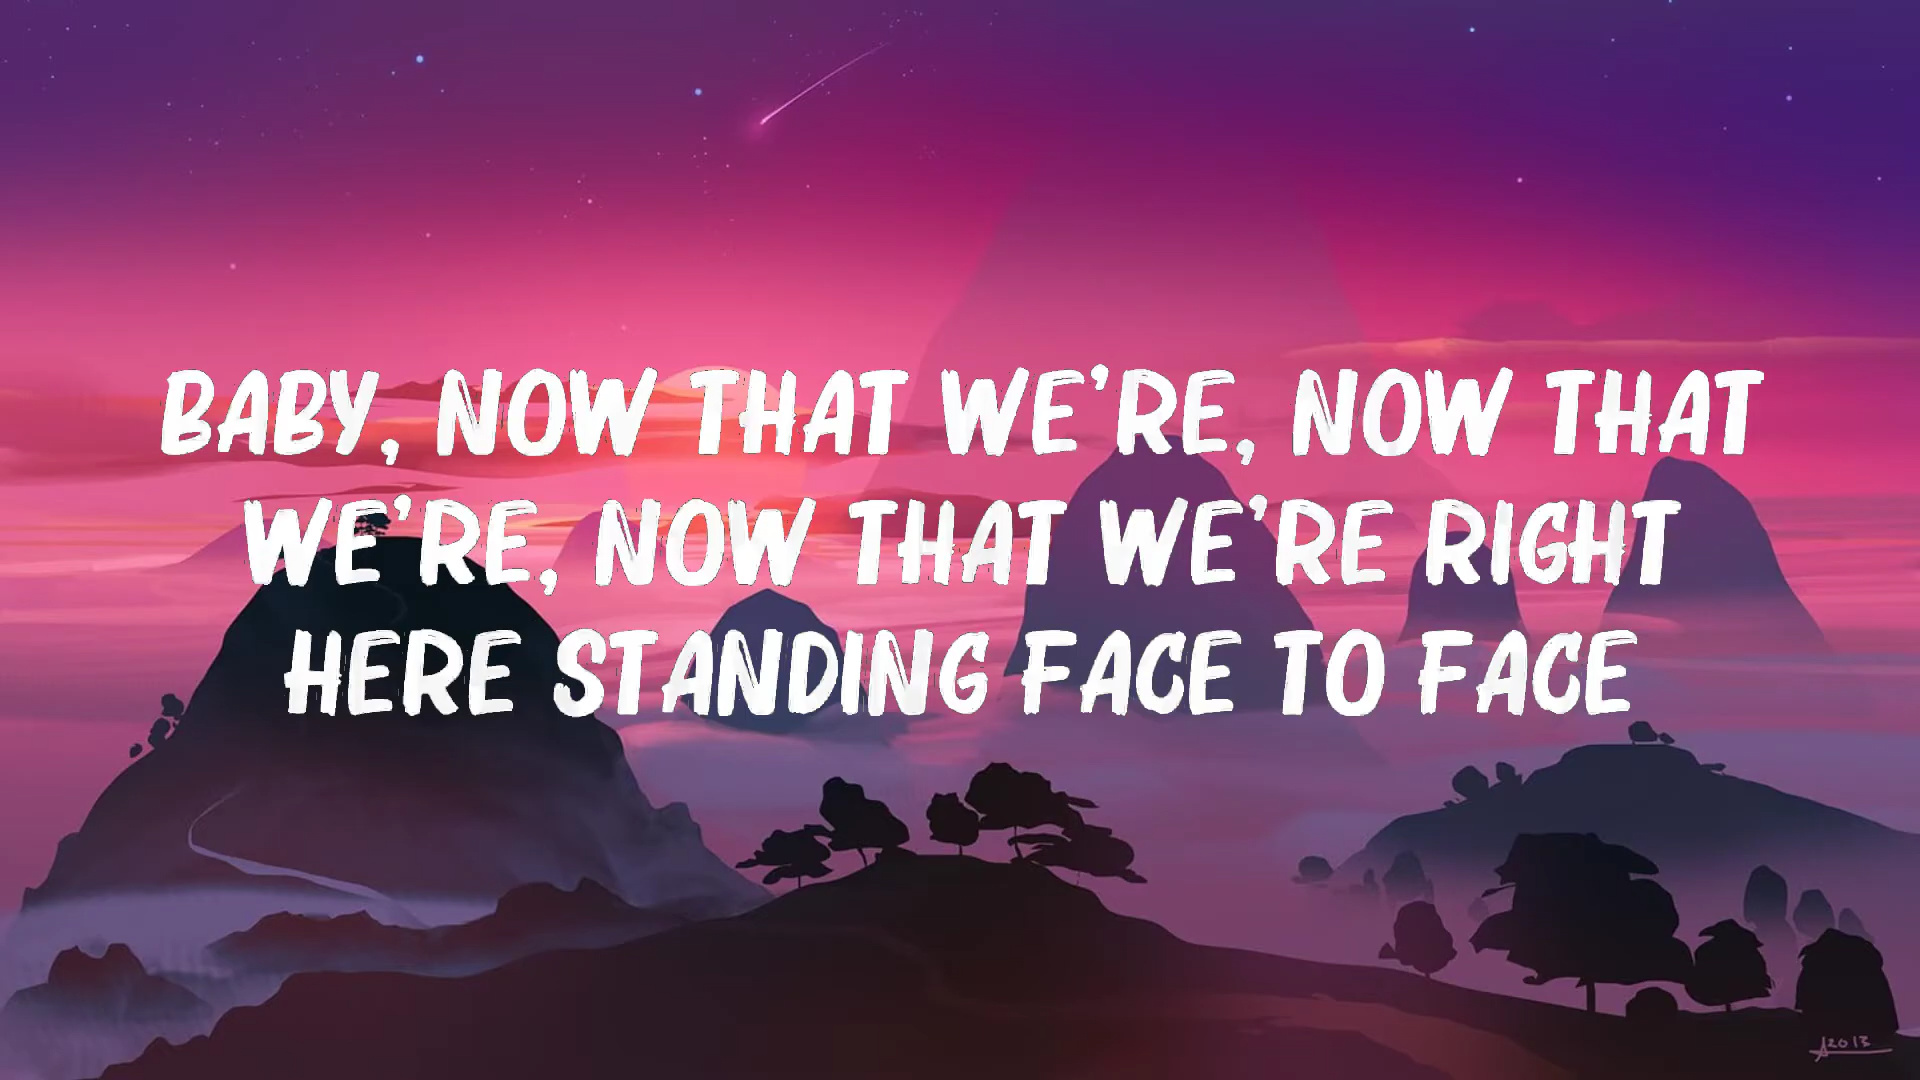 BABY, NOW THAT WE'RE, NOW THAT
WE'RE, NOW THAT WE'RE RIGHT
HERE STANDING FACE TO FACE
2013